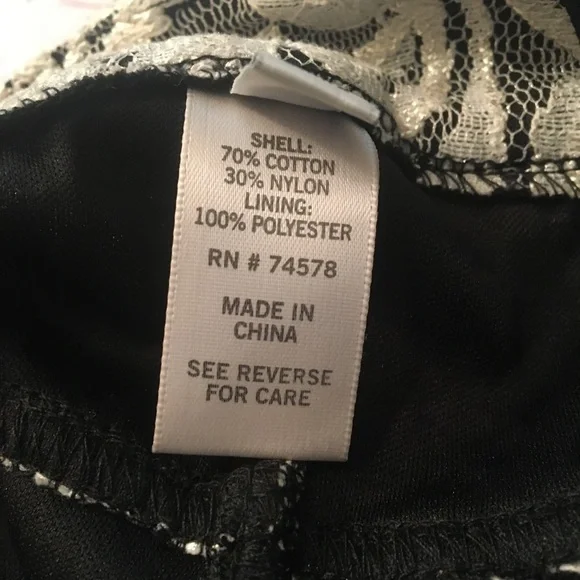 SHELL:
70% COTTON
30% NYLON
LINING:
100% POLYESTER
RN # 74578
MADE IN
CHINA
SEE REVERSE
FOR CARE